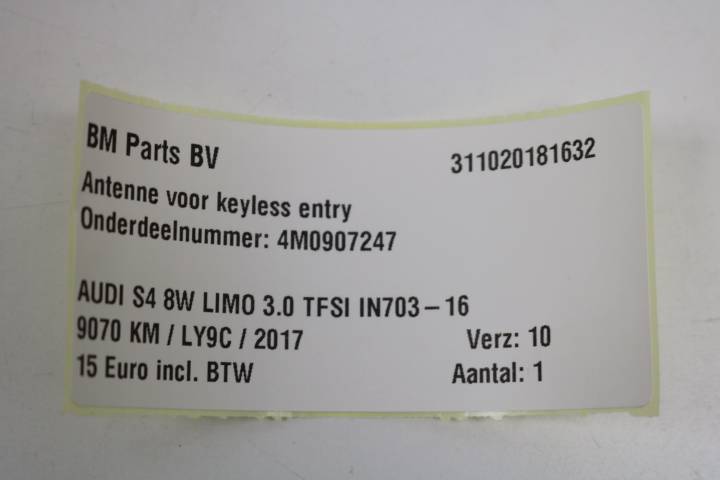 BM Parts BV 311020181632
Antenne voor keyless entry
Onderdeelnummer: 4M0907247
AUDI S4 8W LIMO 3.0 TFSI IN703-16
9070 KM / LY9C / 2017 Verz: 10
15 Euro incl. BTW Aantal: 1